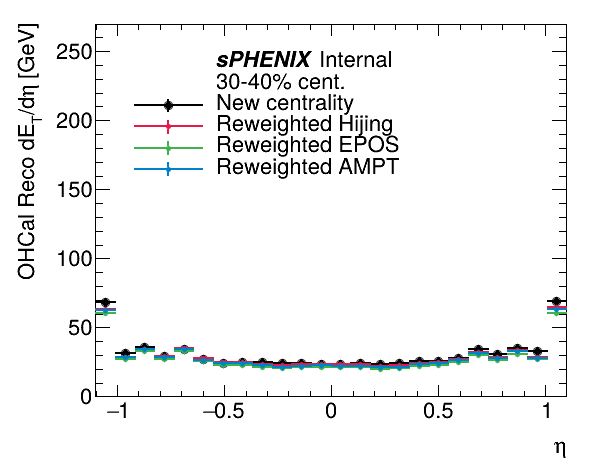 OHCal Reco dE_T/dη [GeV]
250
200
150
100
50
0
sPHENIX Internal
30-40% cent.
New centrality
Reweighted Hijing
Reweighted EPOS
Reweighted AMPT
−1 −0.5 0 0.5 1
η